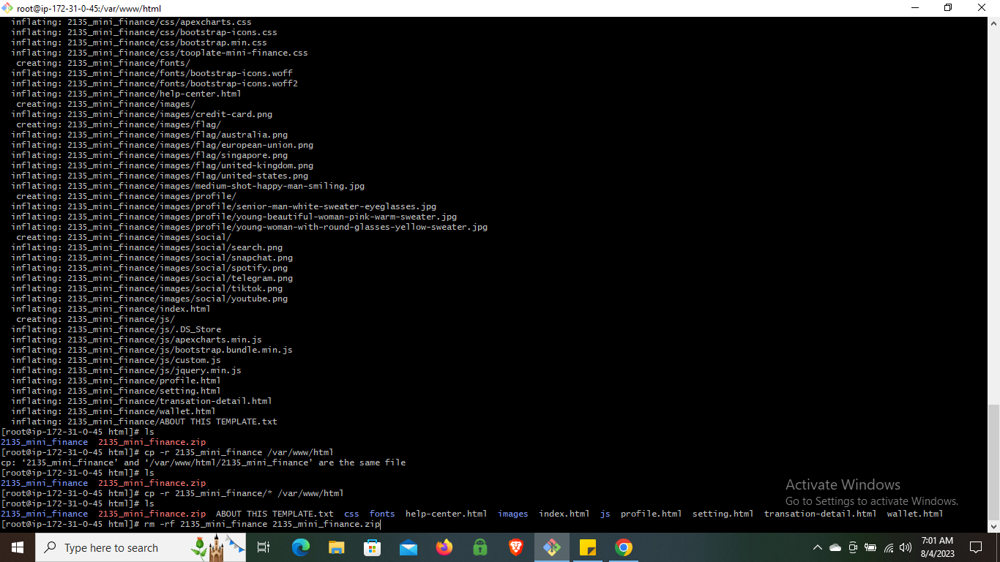 root@ip-172-31-0-45:/var/www/html
inflating: 2135_mini_finance/css/apexcharts.css
inflating: 2135_mini_finance/css/bootstrap-icons.css
inflating: 2135_mini_finance/css/bootstrap.min.css
inflating: 2135_mini_finance/css/tooplate-mini-finance.css
creating: 2135_mini_finance/fonts/
inflating: 2135_mini_finance/fonts/bootstrap-icons.woff
inflating: 2135_mini_finance/fonts/bootstrap-icons.woff2
inflating: 2135_mini_finance/help-center.html
creating: 2135_mini_finance/images/
inflating: 2135_mini_finance/images/credit-card.png
creating: 2135_mini_finance/images/flag/
inflating: 2135_mini_finance/images/flag/australia.png
inflating: 2135_mini_finance/images/flag/european-union.png
inflating: 2135_mini_finance/images/flag/singapore.png
inflating: 2135_mini_finance/images/flag/united-kingdom.png
inflating: 2135_mini_finance/images/flag/united-states.png
inflating: 2135_mini_finance/images/medium-shot-happy-man-smiling.jpg
creating: 2135_mini_finance/images/profile/
inflating: 2135_mini_finance/images/profile/senior-man-white-sweater-eyeglasses.jpg
inflating: 2135_mini_finance/images/profile/young-beautiful-woman-pink-warm-sweater.jpg
inflating: 2135_mini_finance/images/profile/young-woman-with-round-glasses-yellow-sweater.jpg
creating: 2135_mini_finance/images/social/
inflating: 2135_mini_finance/images/social/search.png
inflating: 2135_mini_finance/images/social/snapchat.png
inflating: 2135_mini_finance/images/social/spotify.png
inflating: 2135_mini_finance/images/social/telegram.png
inflating: 2135_mini_finance/images/social/tiktok.png
inflating: 2135_mini_finance/images/social/youtube.png
inflating: 2135_mini_finance/index.html
creating: 2135_mini_finance/js/
inflating: 2135_mini_finance/js/.DS_Store
inflating: 2135_mini_finance/js/apexcharts.min.js
inflating: 2135_mini_finance/js/bootstrap.bundle.min.js
inflating: 2135_mini_finance/js/custom.js
inflating: 2135_mini_finance/js/jquery.min.js
inflating: 2135_mini_finance/profile.html
inflating: 2135_mini_finance/setting.html
inflating: 2135_mini_finance/transation-detail.html
inflating: 2135_mini_finance/wallet.html
inflating: 2135_mini_finance/ABOUT THIS TEMPLATE.txt
[root@ip-172-31-0-45 html]# ls
2135_mini_finance  2135_mini_finance.zip
[root@ip-172-31-0-45 html]# cp -r 2135_mini_finance /var/www/html
cp: ‘2135_mini_finance’ and ‘/var/www/html/2135_mini_finance’ are the same file
[root@ip-172-31-0-45 html]# ls
2135_mini_finance  2135_mini_finance.zip
[root@ip-172-31-0-45 html]# cp -r 2135_mini_finance/* /var/www/html
[root@ip-172-31-0-45 html]# ls
2135_mini_finance  2135_mini_finance.zip  ABOUT THIS TEMPLATE.txt  css  fonts  help-center.html  images  index.html  js  profile.html  setting.html  transation-detail.html  wallet.html
[root@ip-172-31-0-45 html]# rm -rf 2135_mini_finance 2135_mini_finance.zip
Activate Windows
Go to Settings to activate Windows.
Type here to search
7:01 AM
8/4/2023